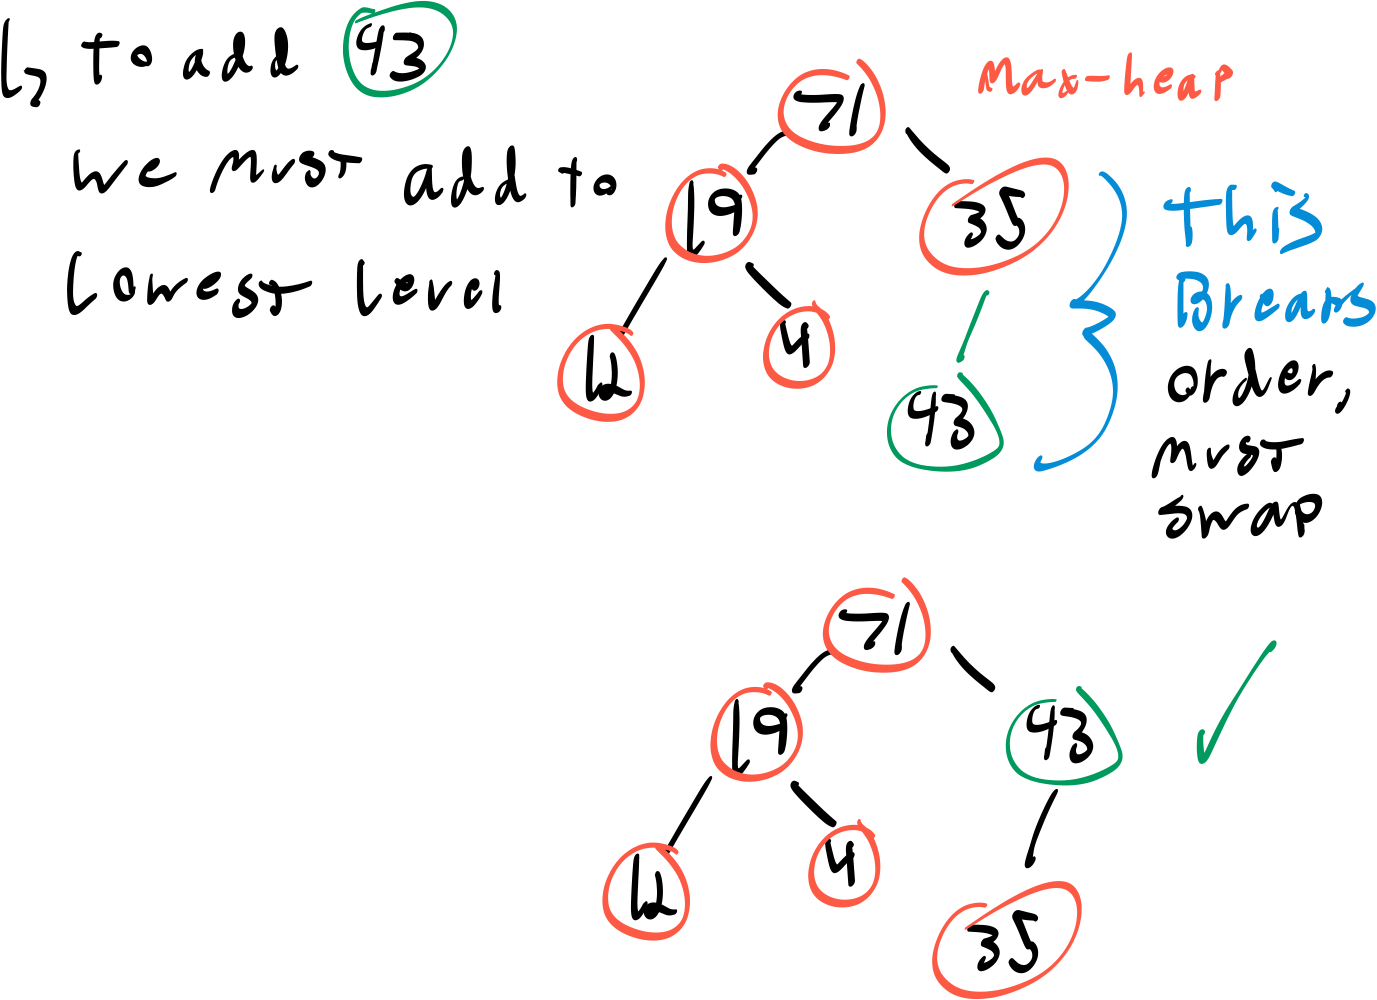 to add 43
we must add to
lowest level
Max-heap
71
19
35
12
4
43
this
Breaks
order,
must
swap
71
19
43
12
4
35